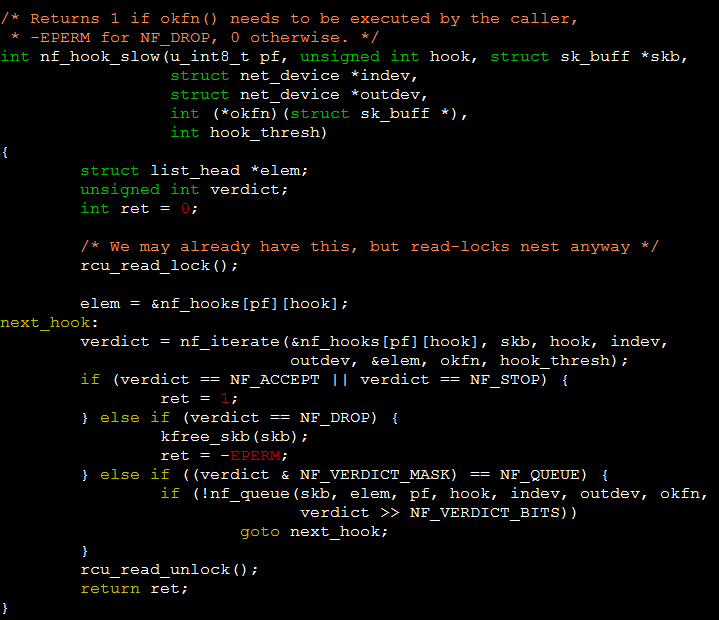 /* Returns 1 if okfn() needs to be executed by the caller,
 * -EPERM for NF_DROP, 0 otherwise. */
int nf_hook_slow(u_int8_t pf, unsigned int hook, struct sk_buff *skb,
                 struct net_device *indev,
                 struct net_device *outdev,
                 int (*okfn)(struct sk_buff *),
                 int hook_thresh)
{
        struct list_head *elem;
        unsigned int verdict;
        int ret = 0;

        /* We may already have this, but read-locks nest anyway */
        rcu_read_lock();

        elem = &nf_hooks[pf][hook];
next_hook:
        verdict = nf_iterate(&nf_hooks[pf][hook], skb, hook, indev,
                             outdev, &elem, okfn, hook_thresh);
        if (verdict == NF_ACCEPT || verdict == NF_STOP) {
                ret = 1;
        } else if (verdict == NF_DROP) {
                kfree_skb(skb);
                ret = -EPERM;
        } else if ((verdict & NF_VERDICT_MASK) == NF_QUEUE) {
                if (!nf_queue(skb, elem, pf, hook, indev, outdev, okfn,
                              verdict >> NF_VERDICT_BITS))
                        goto next_hook;
        }
        rcu_read_unlock();
        return ret;
}